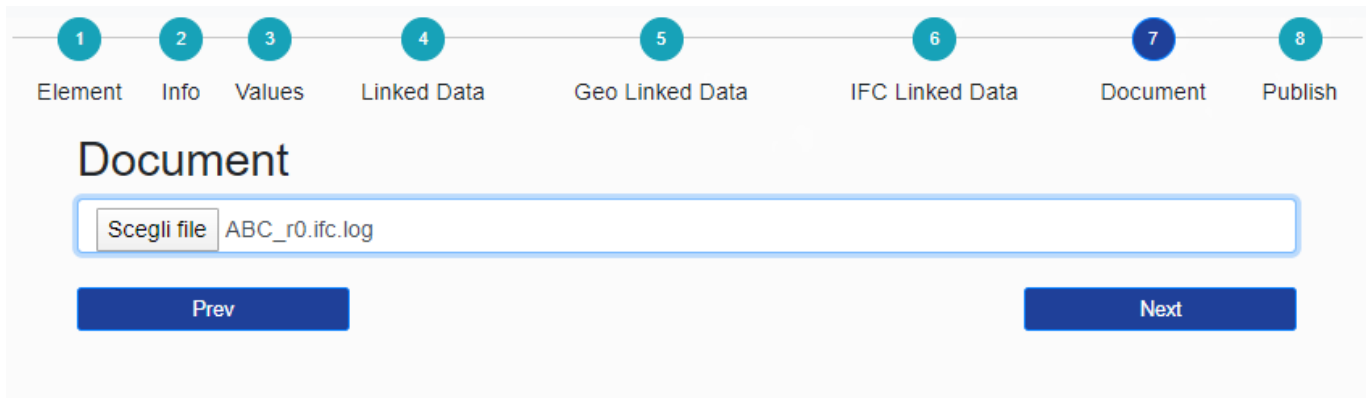 1 2 3 4 5 6 7 8
Element Info Values Linked Data Geo Linked Data IFC Linked Data Document Publish
Document
Scegli file ABC_r0.ifc.log
Prev Next